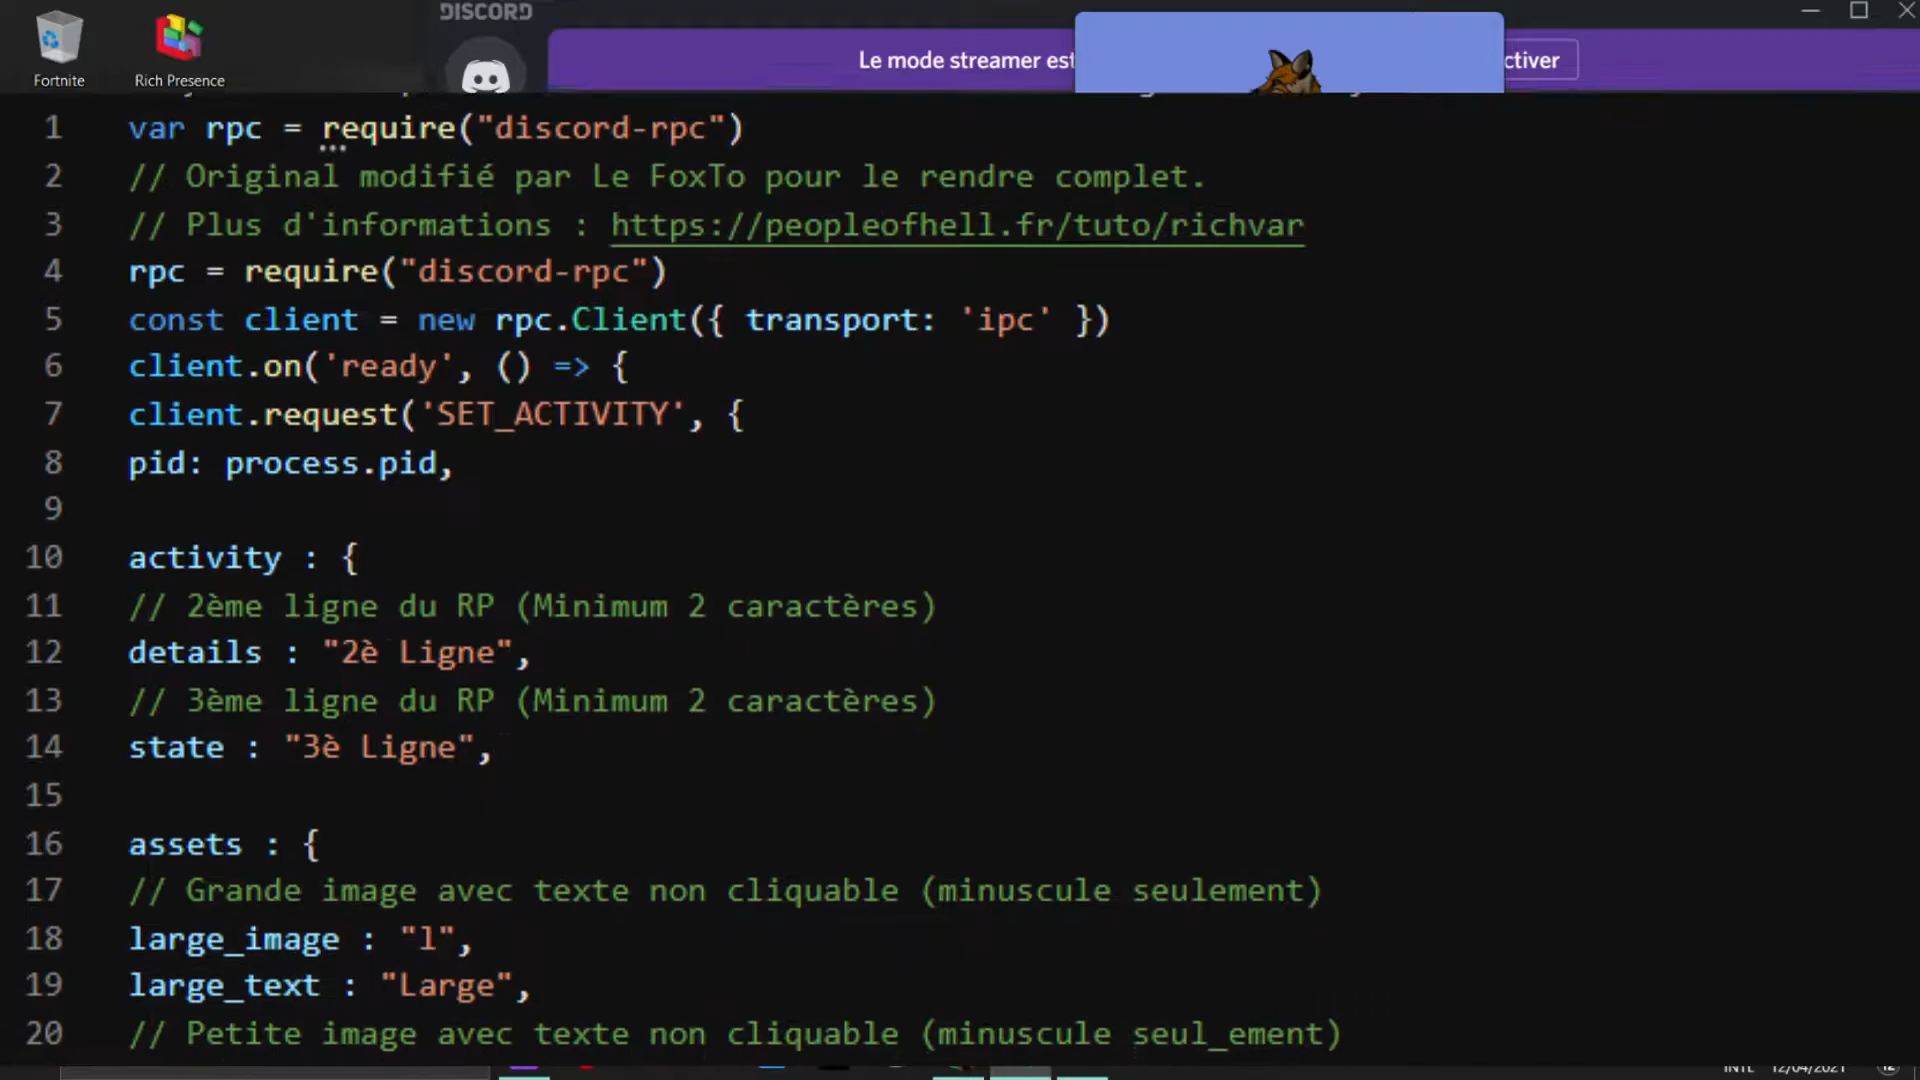 DISCORD
Fortnite
Rich Presence
Le mode streamer est
ctiver
1 var rpc = require("discord-rpc")
2 // Original modifié par Le FoxTo pour le rendre complet.
3 // Plus d'informations : https://peopleofhell.fr/tuto/richvar
4 rpc = require("discord-rpc")
5 const client = new rpc.Client({ transport: 'ipc' })
6 client.on('ready', () => {
7 client.request('SET_ACTIVITY', {
8 pid: process.pid,
9
10 activity : {
11 // 2ème ligne du RP (Minimum 2 caractères)
12 details : "2è Ligne",
13 // 3ème ligne du RP (Minimum 2 caractères)
14 state : "3è Ligne",
15
16 assets : {
17 // Grande image avec texte non cliquable (minuscule seulement)
18 large_image : "l",
19 large_text : "Large",
20 // Petite image avec texte non cliquable (minuscule seul_ement)
INTL 12/04/2021